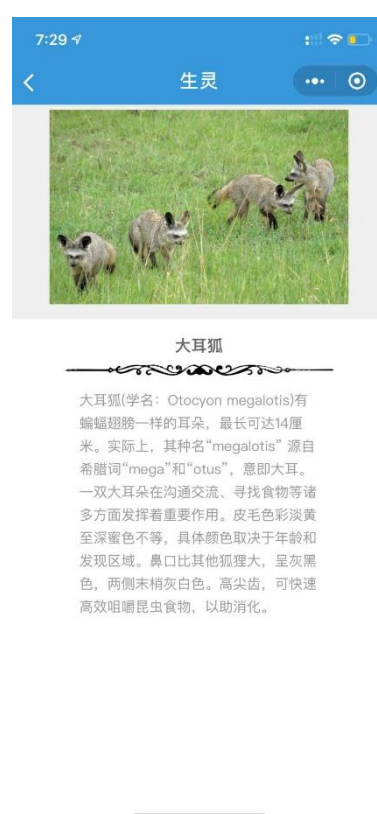 7:29
生灵
大耳狐
大耳狐(学名：Otocyon megalotis)有
蝙蝠翅膀一样的耳朵，最长可达14厘
米。实际上，其种名“megalotis” 源自
希腊词“mega”和“otus”，意即大耳。
一双大耳朵在沟通交流、寻找食物等诸
多方面发挥着重要作用。皮毛色彩淡黄
至深蜜色不等，具体颜色取决于年龄和
发现区域。鼻口比其他狐狸大，呈灰黑
色，两侧末梢灰白色。高尖齿，可快速
高效咀嚼昆虫食物，以助消化。